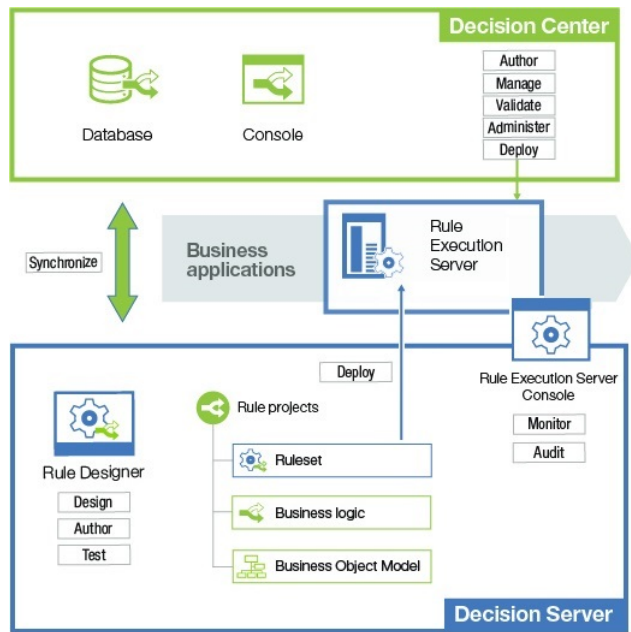 Decision Center
Database
Console
Author
Manage
Validate
Administer
Deploy
Synchronize
Business
applications
Rule
Execution
Server
Deploy
Rule Execution Server
Console
Monitor
Audit
Rule Designer
Design
Author
Test
Rule projects
Ruleset
Business logic
Business Object Model
Decision Server